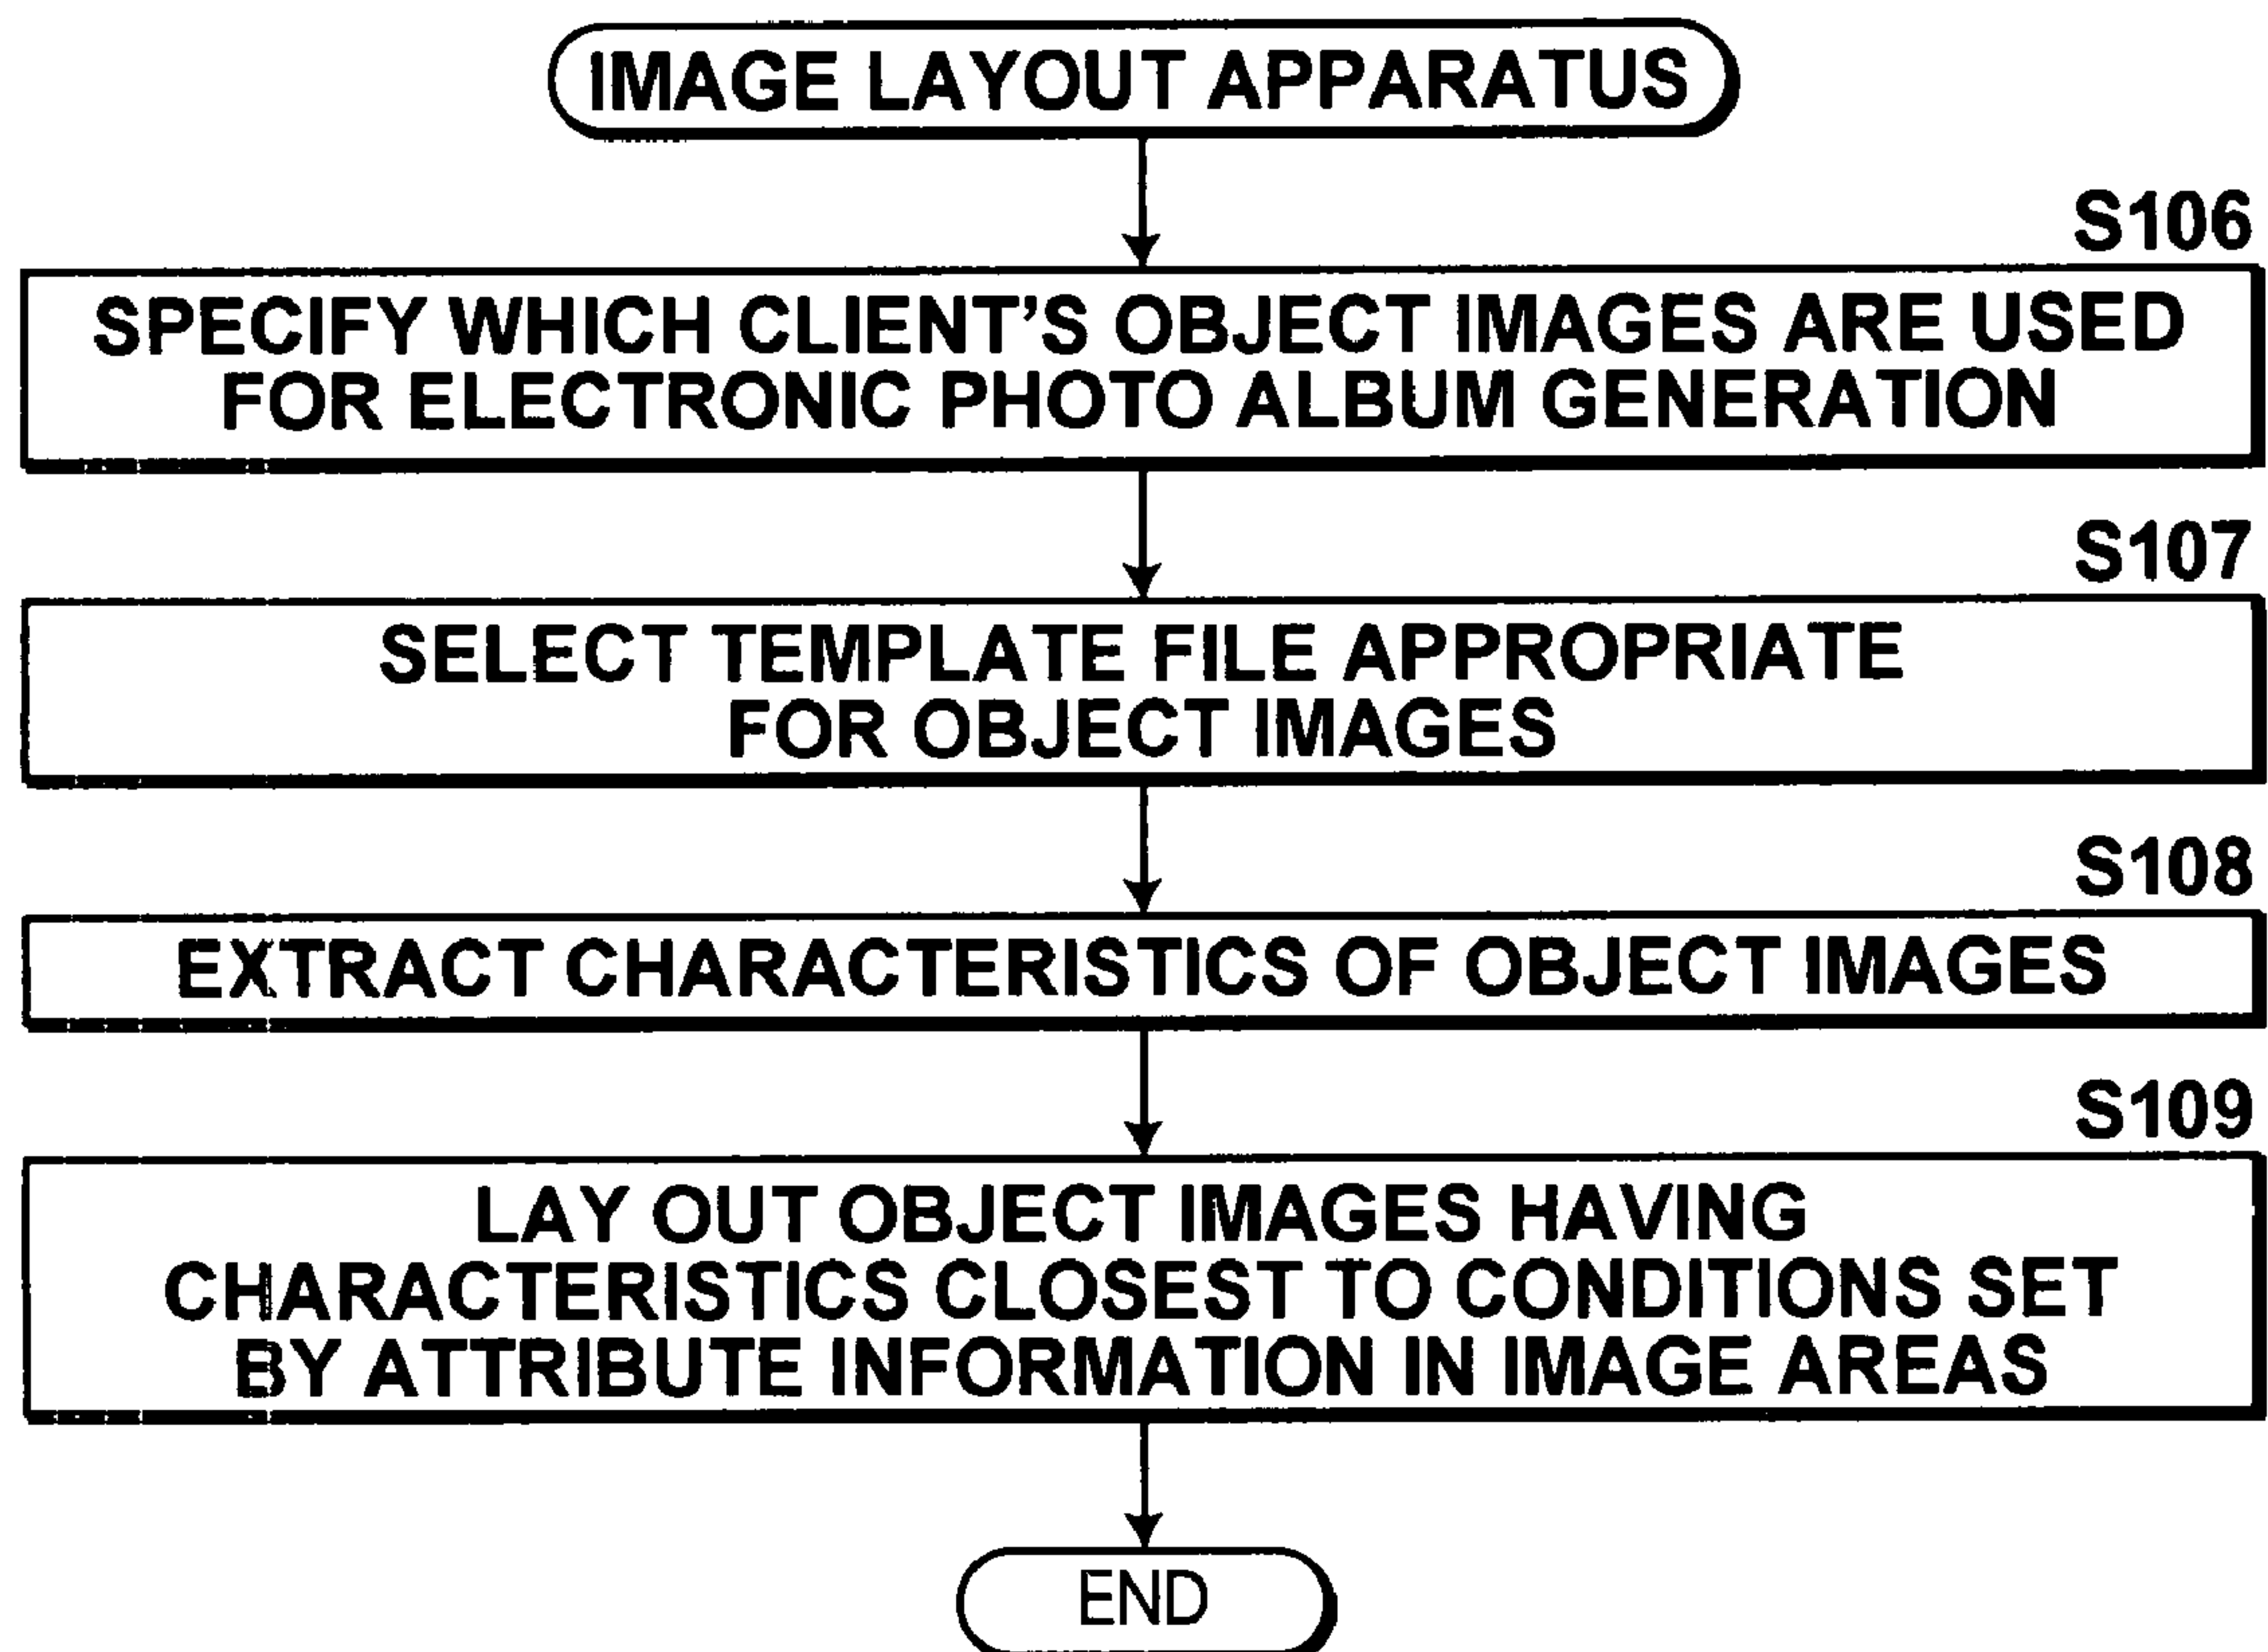 IMAGE LAYOUT APPARATUS
S106
SPECIFY WHICH CLIENT'S OBJECT IMAGES ARE USED
FOR ELECTRONIC PHOTO ALBUM GENERATION
S107
SELECT TEMPLATE FILE APPROPRIATE
FOR OBJECT IMAGES
S108
EXTRACT CHARACTERISTICS OF OBJECT IMAGES
S109
LAY OUT OBJECT IMAGES HAVING
CHARACTERISTICS CLOSEST TO CONDITIONS SET
BY ATTRIBUTE INFORMATION IN IMAGE AREAS
END